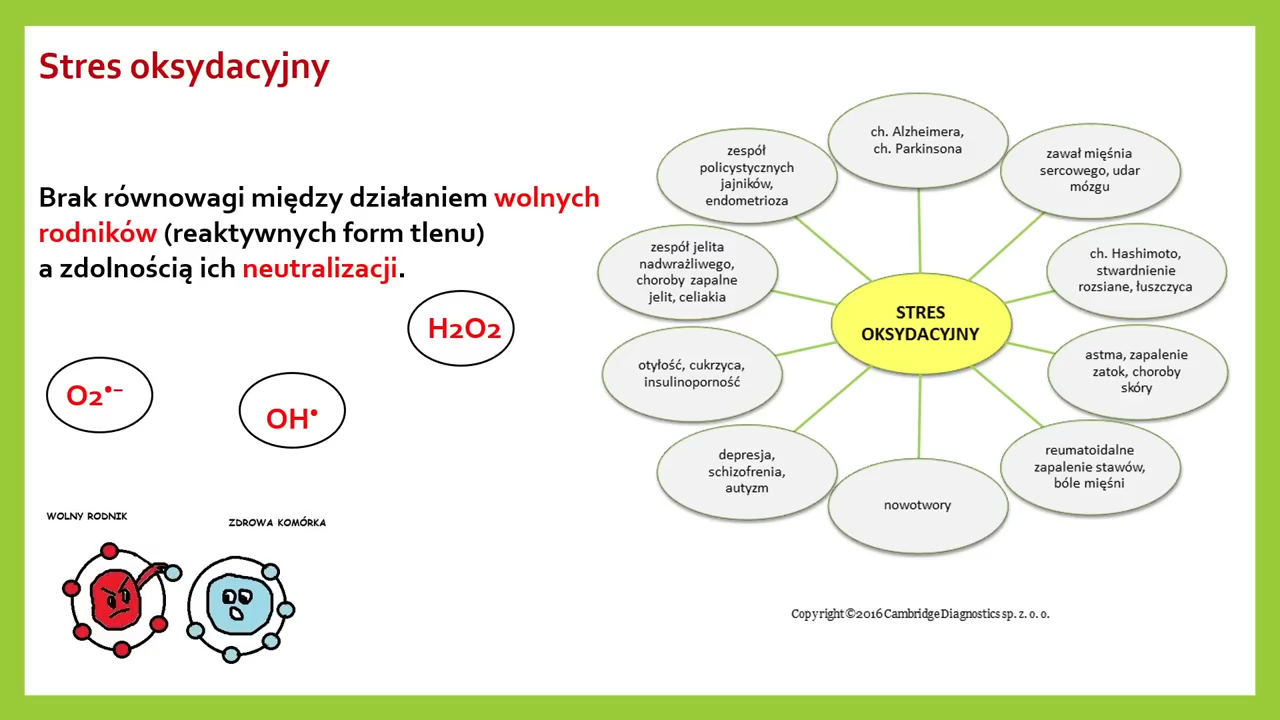 Stres oksydacyjny
Brak równowagi między działaniem wolnych
rodników (reaktywnych form tlenu)
a zdolnością ich neutralizacji.
H2O2
O2•–
OH•
WOLNY RODNIK
ZDROWA KOMÓRKA
ch. Alzheimera,
ch. Parkinsona
zawał mięśnia
sercowego, udar
mózgu
ch. Hashimoto,
stwardnienie
rozsiane, łuszczyca
astma, zapalenie
zatok, choroby
skóry
reumatoidalne
zapalenie stawów,
bóle mięśni
nowotwory
depresja,
schizofrenia,
autyzm
otyłość, cukrzyca,
insulinoporność
zespół jelita
nadwrażliwego,
choroby zapalne
jelit, celiakia
zespół
policystycznych
jajników,
endometrioza
STRES
OKSYDACYJNY
Copyright ©2016 Cambridge Diagnostics sp. z. o. o.